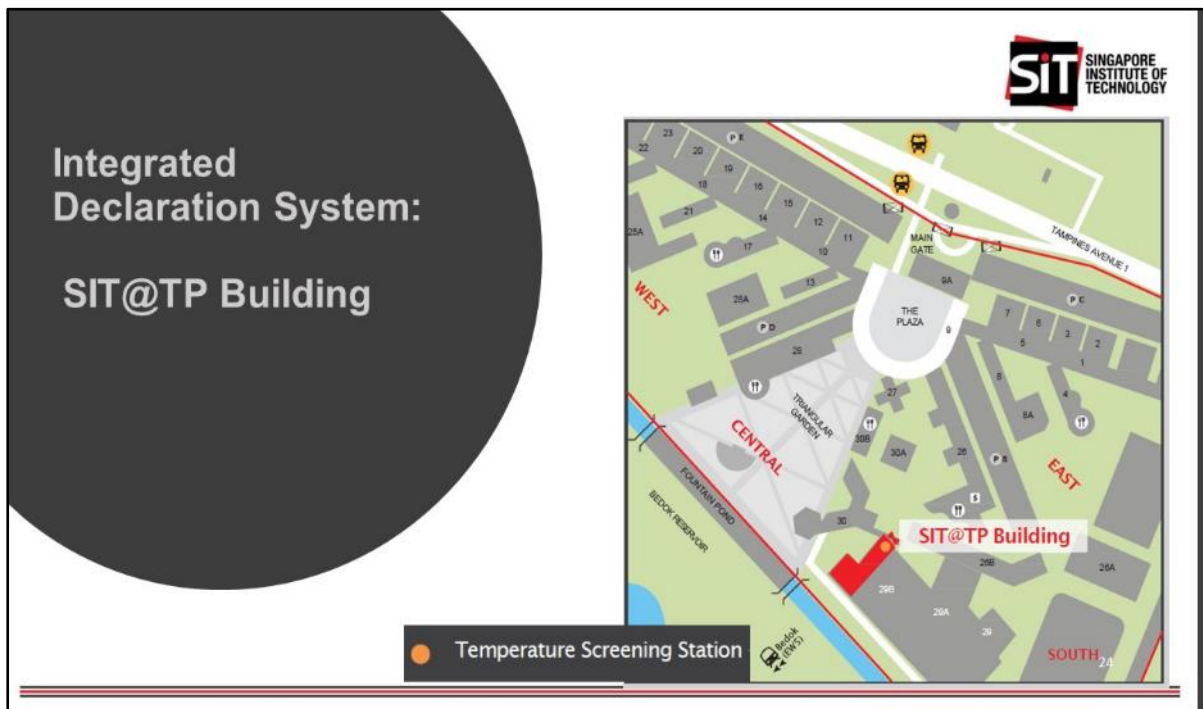 Integrated
Declaration System:
SIT@TP Building
SiT
SINGAPORE
INSTITUTE OF
TECHNOLOGY
23
22
20
19
18
16
15
14
12
11
10
P E
21
17
25A
MAIN
GATE
TAMPINES AVENUE 1
WEST
28A
13
P D
28
9A
THE
PLAZA
9
P C
7
6
3
2
5
1
8
4
8A
27
TRIANGULAR
GARDEN
CENTRAL
30B
30A
26
P B
EAST
FOUNTAIN POND
BEDOK RESERVOIR
30
S
SIT@TP Building
26B
26A
29B
29A
29
SOUTH
24
Bedok
(EWS)
Temperature Screening Station